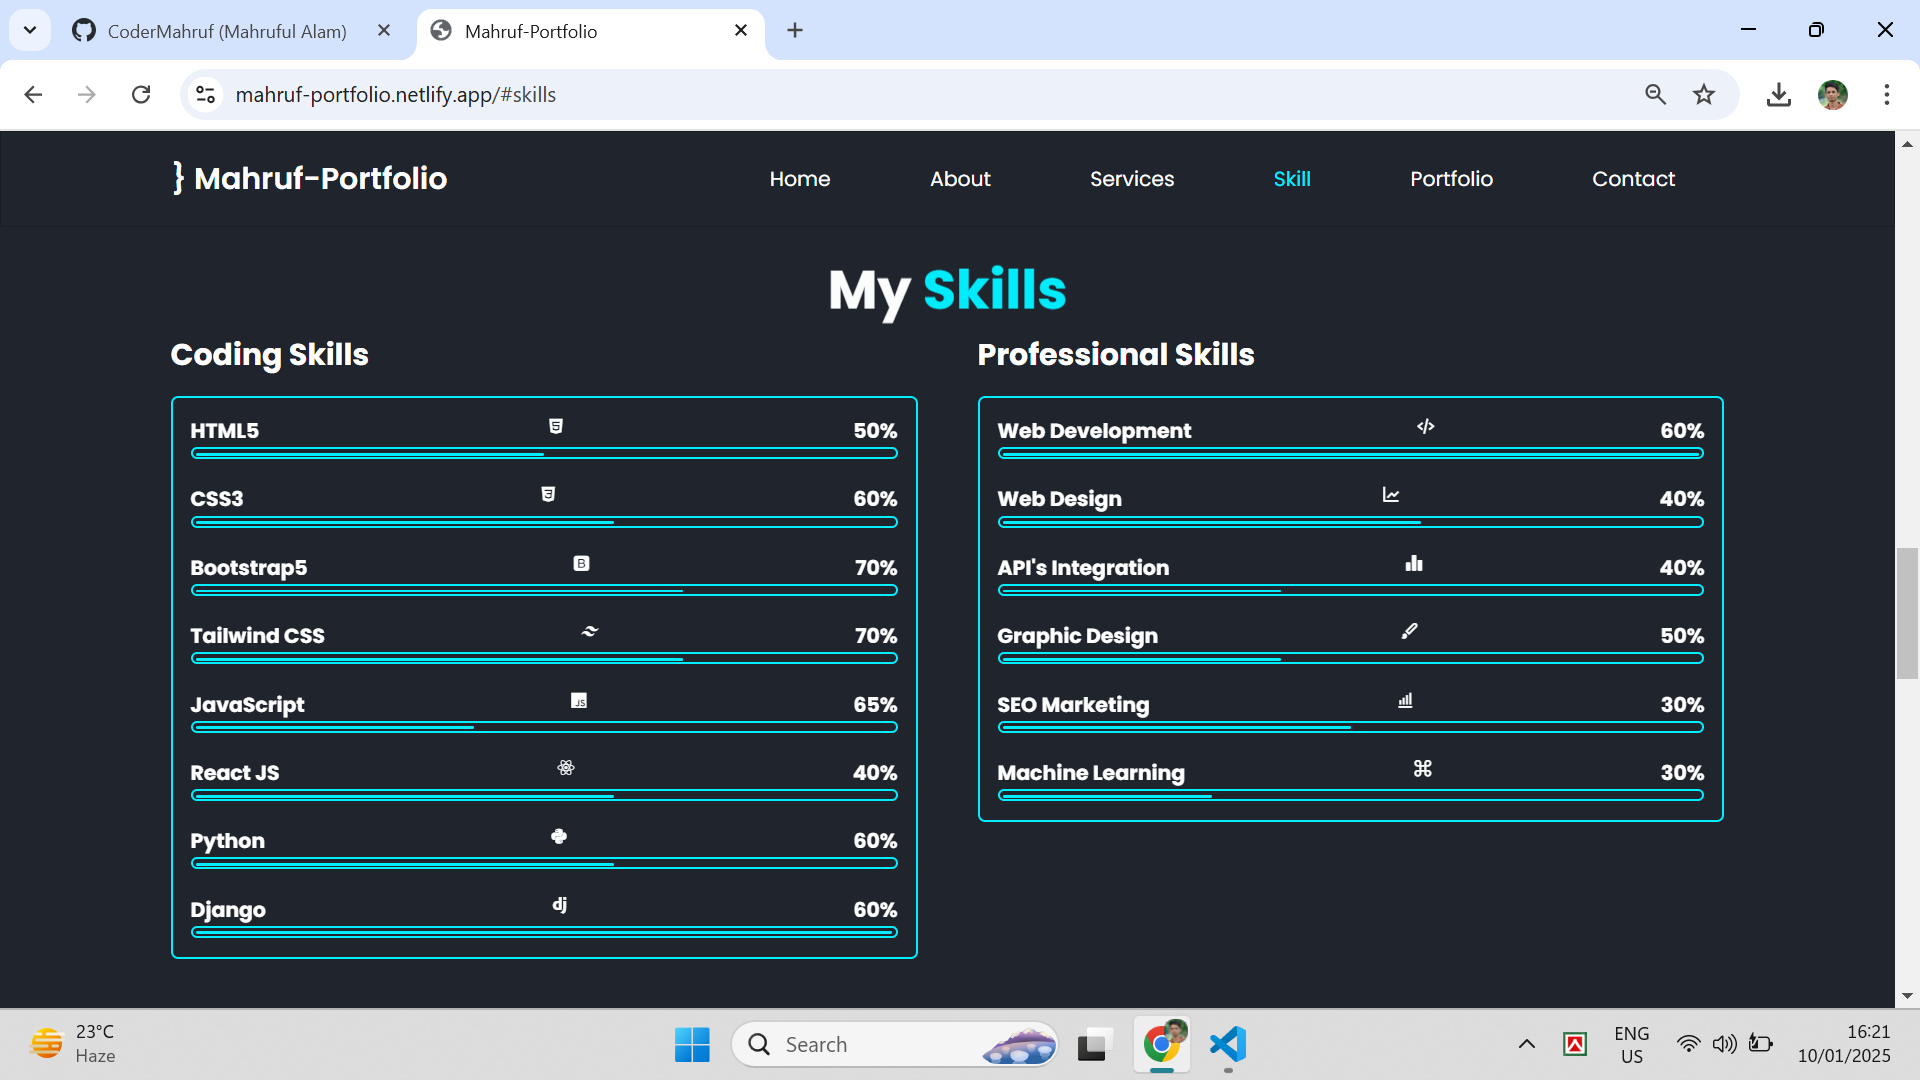 CoderMahruf (Mahruful Alam)
Mahruf-Portfolio
mahruf-portfolio.netlify.app/#skills
} Mahruf-Portfolio
Home
About
Services
Skill
Portfolio
Contact
My Skills
Coding Skills
HTML5 50%
CSS3 60%
Bootstrap5 B 70%
Tailwind CSS 70%
JavaScript JS 65%
React JS 40%
Python 60%
Django dj 60%
Professional Skills
Web Development </> 60%
Web Design 40%
API's Integration 40%
Graphic Design 50%
SEO Marketing 30%
Machine Learning 30%
23°C
Haze
Search
ENG
US
16:21
10/01/2025